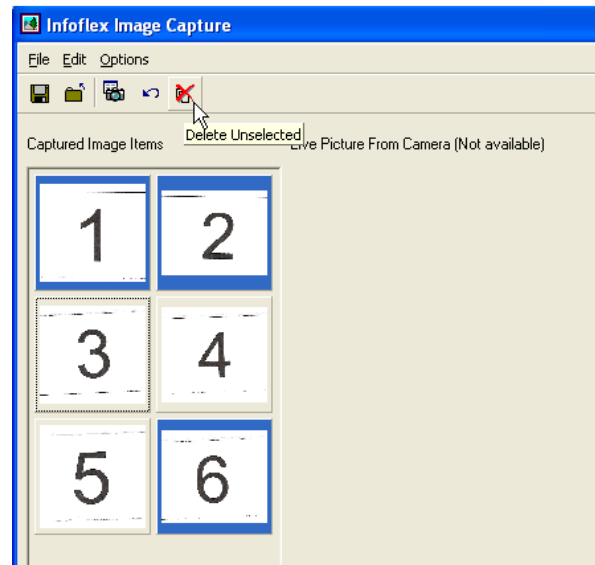 Infoflex Image Capture
File Edit Options
Delete Unselected
Captured Image Items
Live Picture From Camera (Not available)
1 2
3 4
5 6